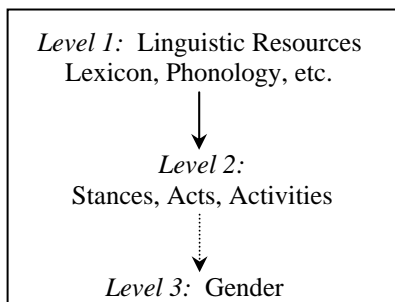 Level 1:  Linguistic Resources
Lexicon, Phonology, etc.
Level 2:
Stances, Acts, Activities
Level 3:  Gender